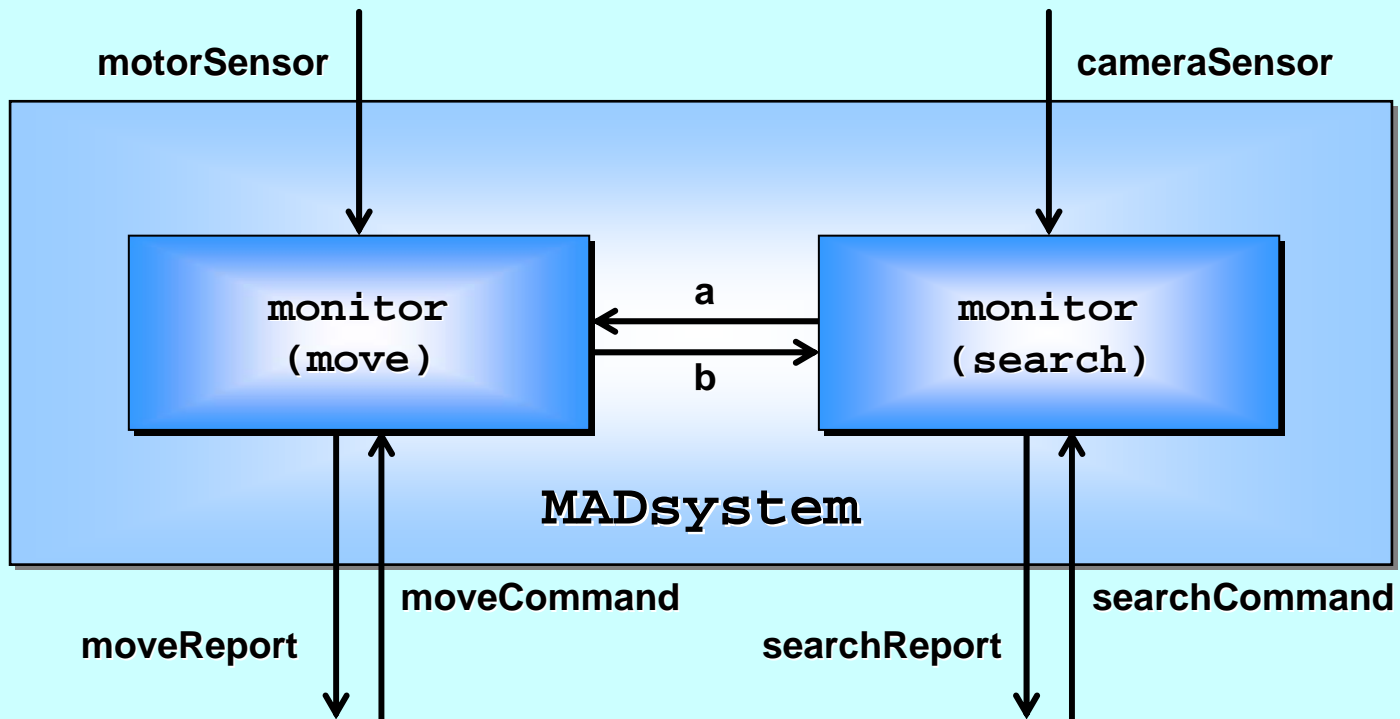 motorSensor
cameraSensor
monitor
(move)
a
b
monitor
(search)
MADsystem
moveCommand
searchCommand
moveReport
searchReport